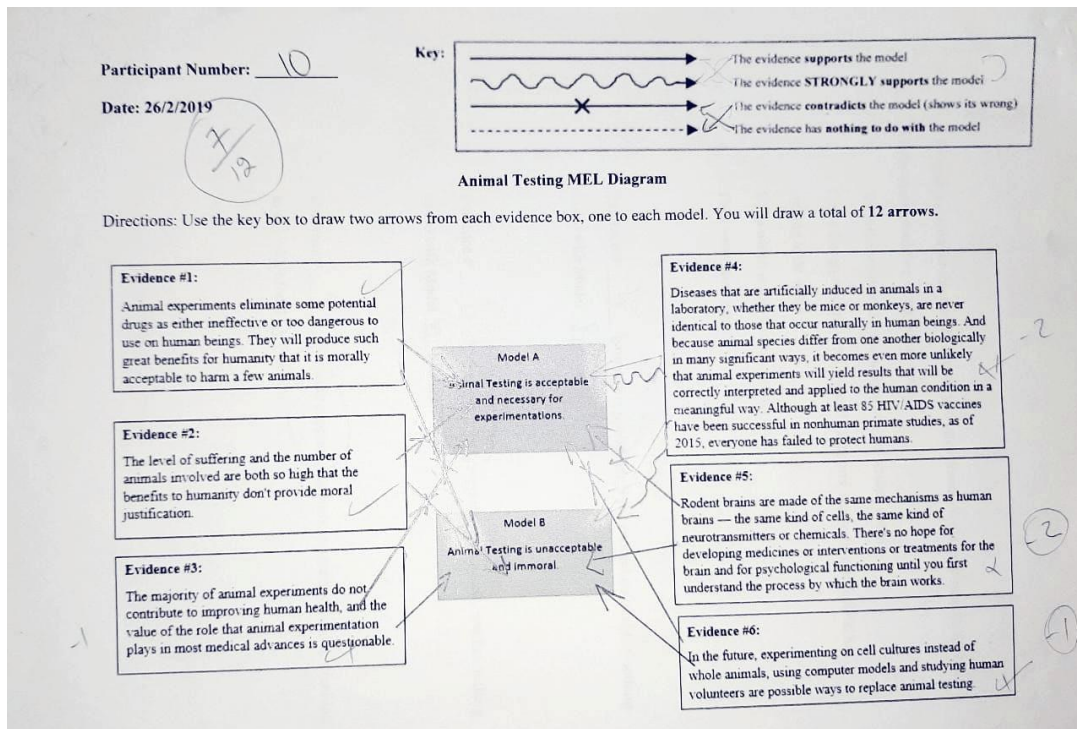 Participant Number: 10
Date: 26/2/2019
7/12
Key:
The evidence supports the model
The evidence STRONGLY supports the model
The evidence contradicts the model (shows its wrong)
The evidence has nothing to do with the model
Animal Testing MEL Diagram
Directions: Use the key box to draw two arrows from each evidence box, one to each model. You will draw a total of 12 arrows.
Evidence #1:
Animal experiments eliminate some potential
drugs as either ineffective or too dangerous to
use on human beings. They will produce such
great benefits for humanity that it is morally
acceptable to harm a few animals.
Evidence #2:
The level of suffering and the number of
animals involved are both so high that the
benefits to humanity don't provide moral
justification.
Evidence #3:
The majority of animal experiments do not
contribute to improving human health, and the
value of the role that animal experimentation
plays in most medical advances is questionable.
-1
Model A
Animal Testing is acceptable
and necessary for
experimentations.
Model B
Animal Testing is unacceptable
and immoral.
Evidence #4:
Diseases that are artificially induced in animals in a
laboratory, whether they be mice or monkeys, are never
identical to those that occur naturally in human beings. And
because animal species differ from one another biologically
in many significant ways, it becomes even more unlikely
that animal experiments will yield results that will be
correctly interpreted and applied to the human condition in a
meaningful way. Although at least 85 HIV/AIDS vaccines
have been successful in nonhuman primate studies, as of
2015, everyone has failed to protect humans.
-2
Evidence #5:
Rodent brains are made of the same mechanisms as human
brains — the same kind of cells, the same kind of
neurotransmitters or chemicals. There's no hope for
developing medicines or interventions or treatments for the
brain and for psychological functioning until you first
understand the process by which the brain works.
-2
Evidence #6:
In the future, experimenting on cell cultures instead of
whole animals, using computer models and studying human
volunteers are possible ways to replace animal testing.
-1